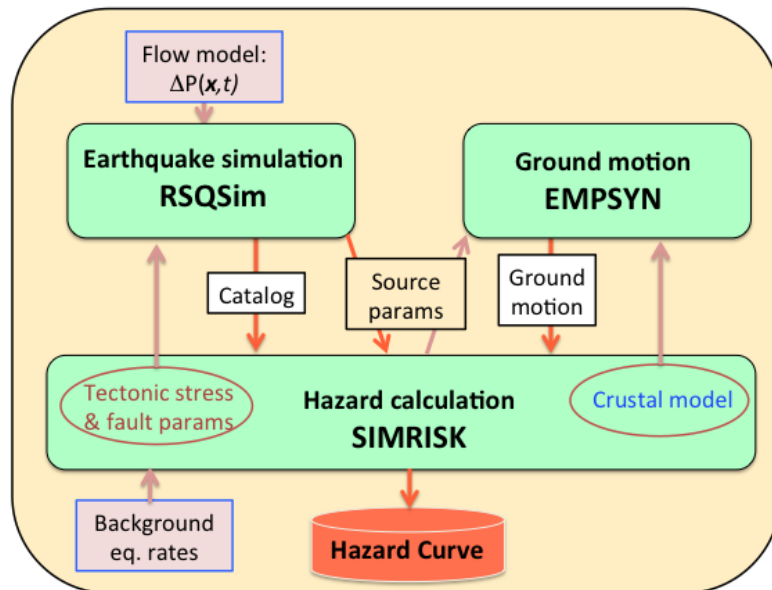 Flow model:
ΔP(x,t)
Earthquake simulation
RSQSim
Ground motion
EMPSYN
Catalog
Source
params
Ground
motion
Tectonic stress
& fault params
Hazard calculation
SIMRISK
Crustal model
Background
eq. rates
Hazard Curve